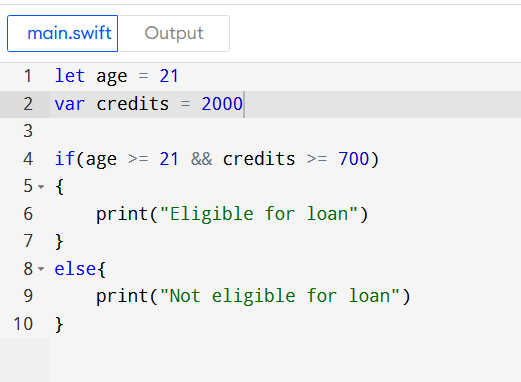 main.swift Output
1 let age = 21
2 var credits = 2000
3
4 if(age >= 21 && credits >= 700)
5 {
6     print("Eligible for loan")
7 }
8 else{
9     print("Not eligible for loan")
10 }